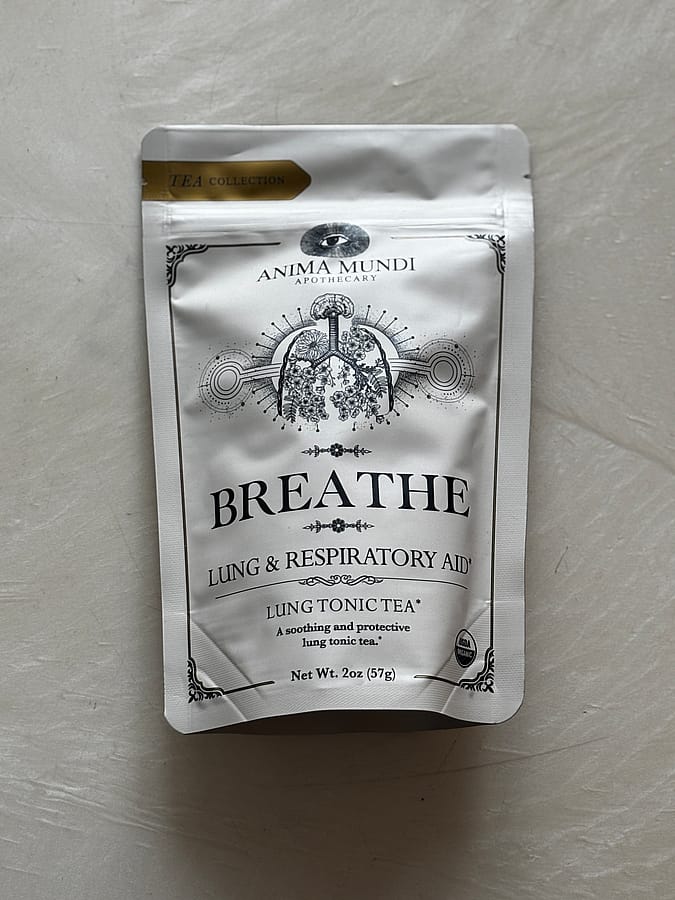 TEA COLLECTION
ANIMA MUNDI
APOTHECARY
BREATHE
LUNG & RESPIRATORY AID*
LUNG TONIC TEA*
A soothing and protective
lung tonic tea.*
USDA
ORGANIC
Net Wt. 2oz (57g)